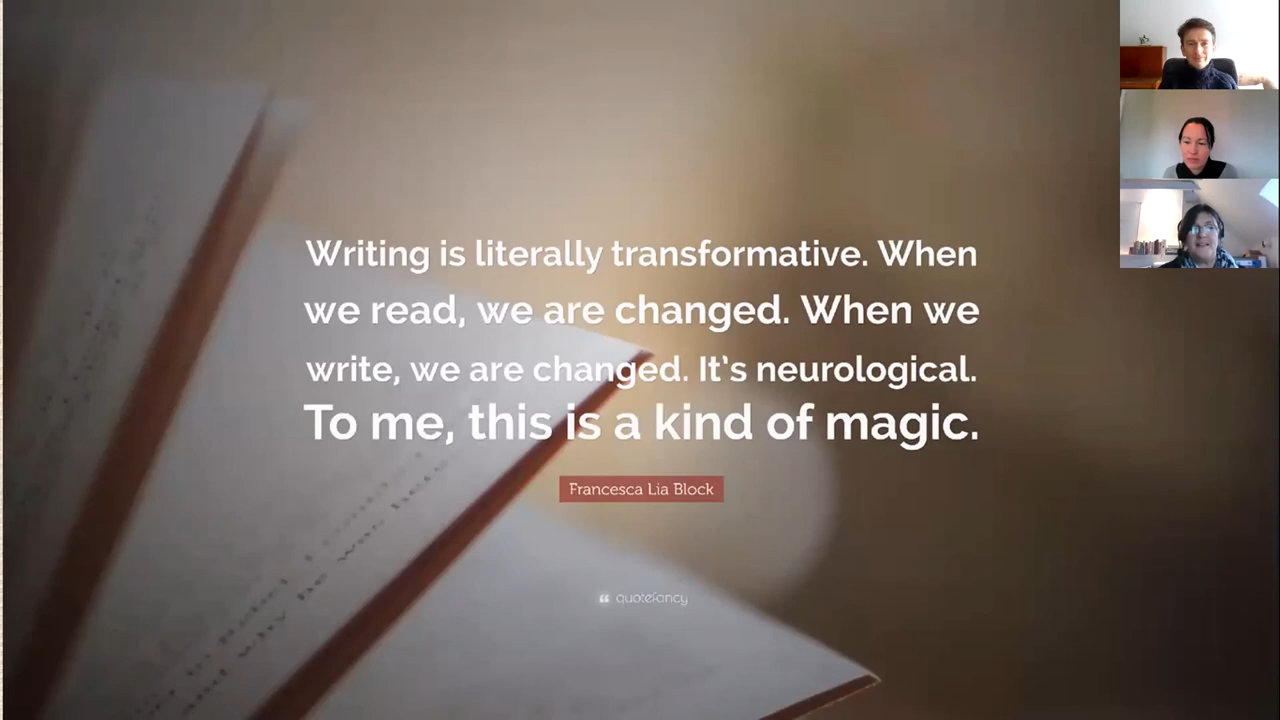 Writing is literally transformative. When
we read, we are changed. When we
write, we are changed. It's neurological.
To me, this is a kind of magic.
Francesca Lia Block
“ quotefancy